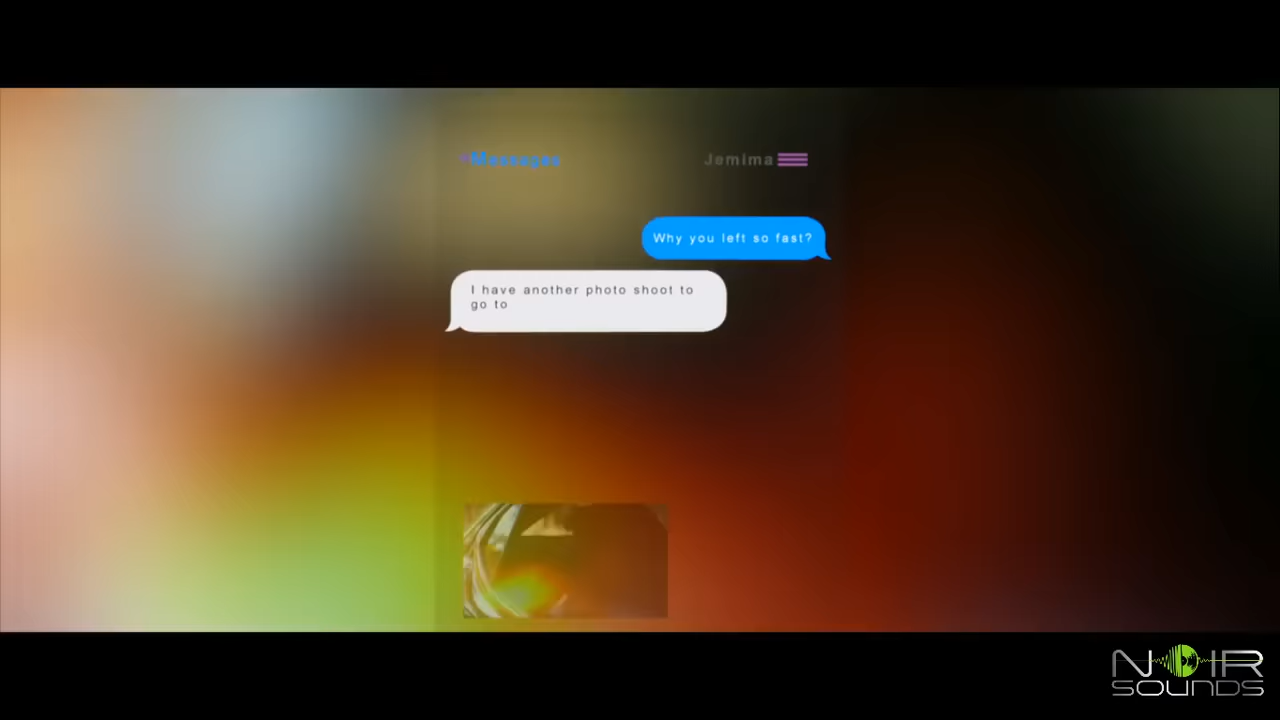 Messages
Jemima
Why you left so fast?
I have another photo shoot to
go to
NOIR
SOUNDS